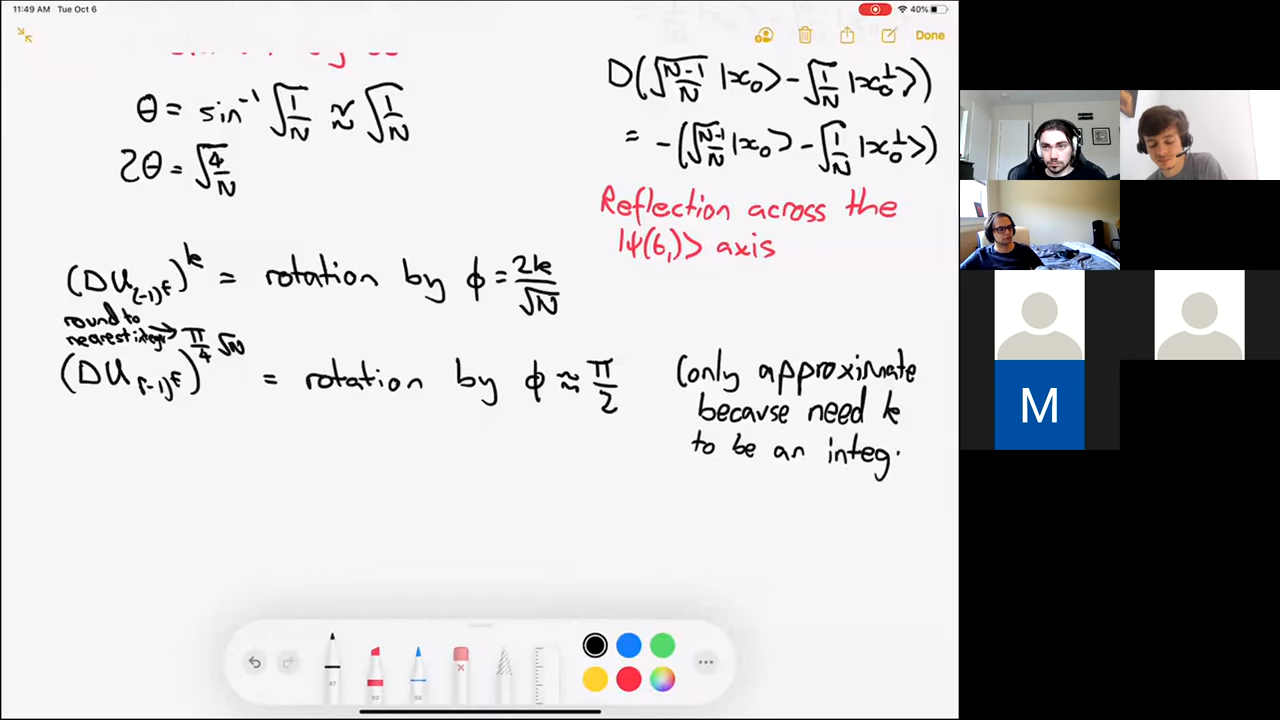 11:49 AM Tue Oct 6
40%
Done
θ = sin⁻¹ √(1/N) ≈ √(1/N)
2θ = √(4/N)
D(√((N-1)/N) |x₀> - √(1/N) |x₀^⊥>)
= -(√((N-1)/N) |x₀> - √(1/N) |x₀^⊥>)
Reflection across the
|ψ(6,)> axis
(DU_(-1)^f)^k = rotation by ϕ = 2k/√N
round to
nearest integr → π/4 √N
(DU_(-1)^f) = rotation by ϕ ≈ π/2
(only approximate
because need k
to be an integ.
97
M